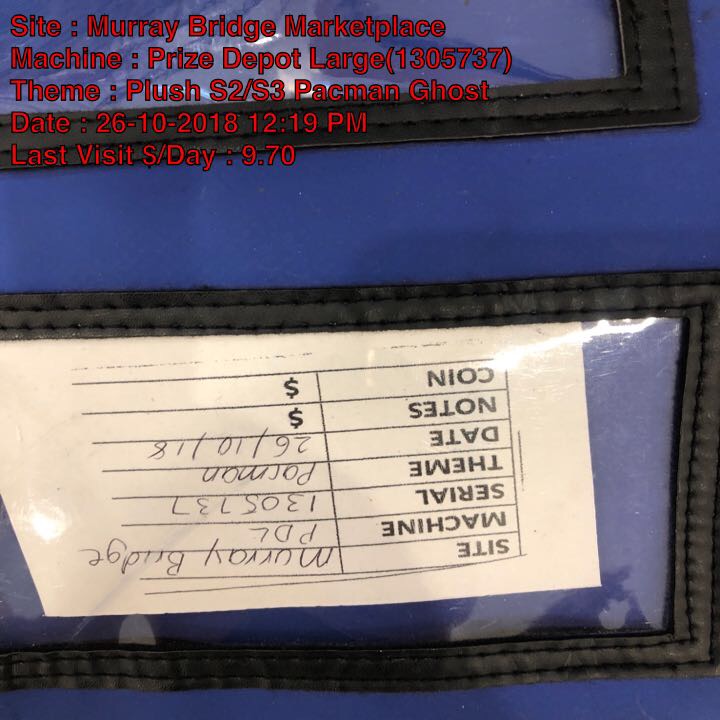 Site : Murray Bridge Marketplace
Machine : Prize Depot Large(1305737)
Theme : Plush S2/S3 Pacman Ghost
Date : 26-10-2018 12:19 PM
Last Visit $/Day : 9.70
SITE Murray Bridge
MACHINE PDL
SERIAL 1305737
THEME Pacman
DATE 26/10/18
NOTES $
COIN $